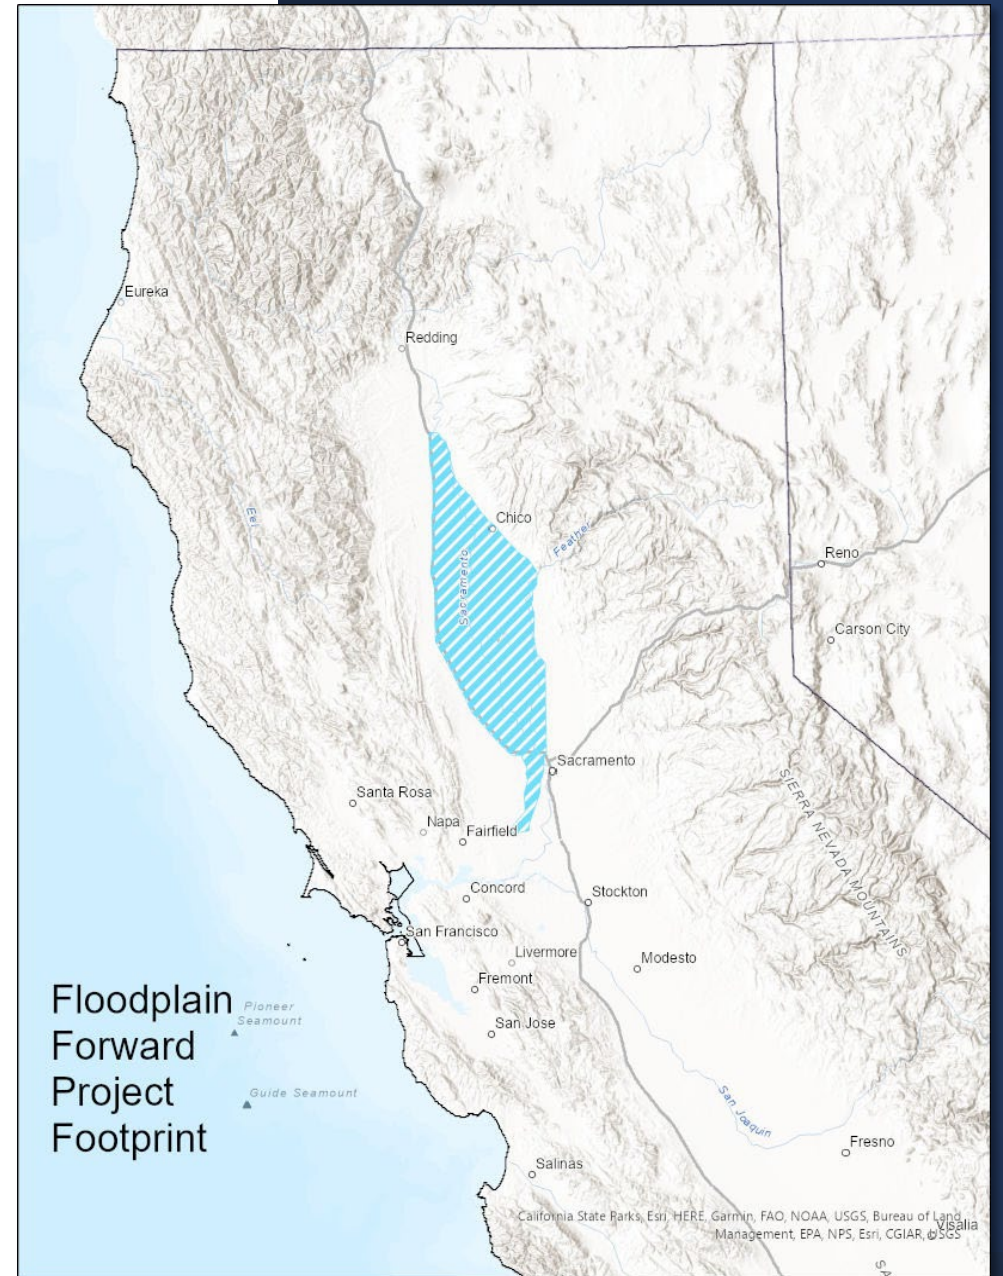 Eureka
Redding
Eel
Chico
Sacramento
Feather
Reno
Carson City
Sacramento
SIERRA NEVADA MOUNTAINS
Santa Rosa
Napa
Fairfield
Concord
Stockton
San Francisco
Livermore
Modesto
Fremont
San Jose
Floodplain
Forward
Project
Footprint
Pioneer
Seamount
Guide Seamount
San Joaquin
Fresno
Salinas
California State Parks, Esri, HERE, Garmin, FAO, NOAA, USGS, Bureau of Land
Management, EPA, NPS, Esri, CGIAR, USGS
Visalia
SA